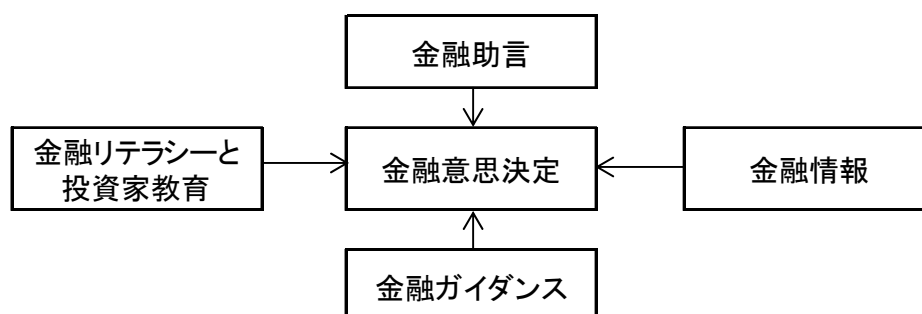 金融助言
金融リテラシーと
投資家教育
金融意思決定
金融情報
金融ガイダンス